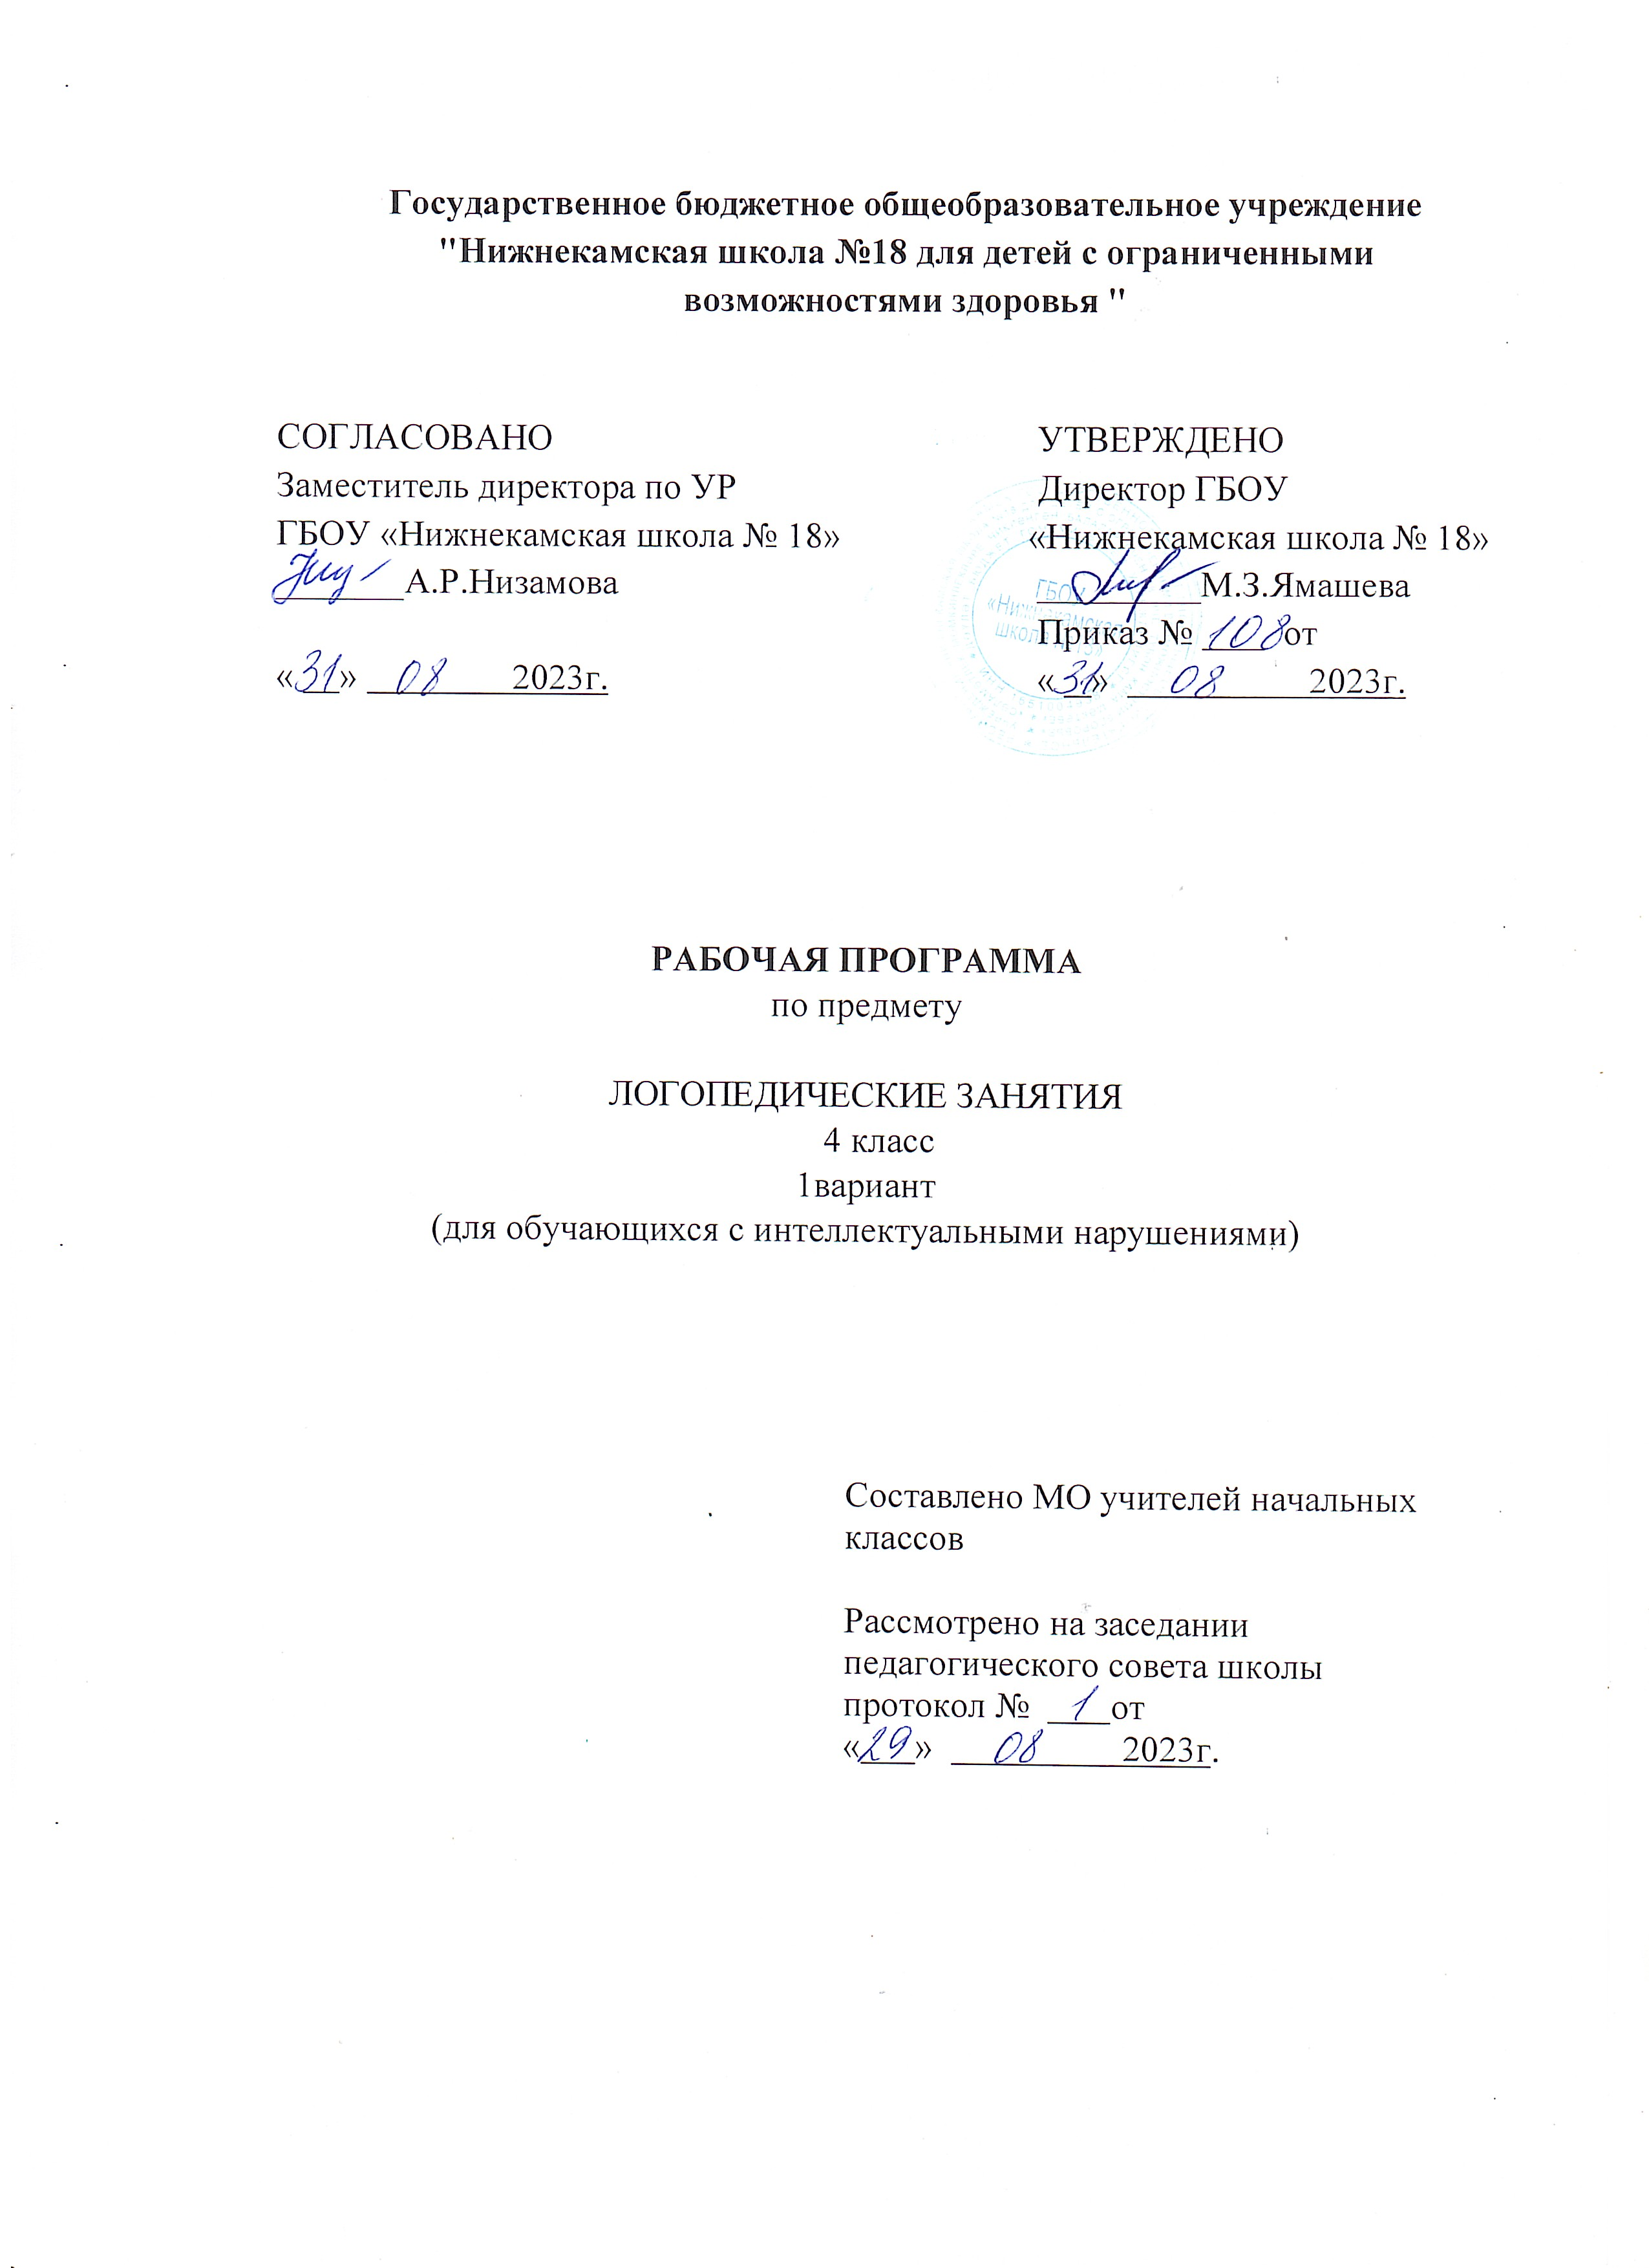 Государственное бюджетное общеобразовательное учреждение
"Нижнекамская школа №18 для детей с ограниченными
возможностями здоровья "
СОГЛАСОВАНО
Заместитель директора по УР
ГБОУ «Нижнекамская школа № 18»
А.Р.Низамова
«31» 08 2023г.
УТВЕРЖДЕНО
Директор ГБОУ
«Нижнекамская школа № 18»
М.З.Ямашева
Приказ № 108 от
«31» 08 2023г.
ГБОУ
«Нижнекамская
школа
РАБОЧАЯ ПРОГРАММА
по предмету
ЛОГОПЕДИЧЕСКИЕ ЗАНЯТИЯ
4 класс
1вариант
(для обучающихся с интеллектуальными нарушениями)
Составлено МО учителей начальных
классов
Рассмотрено на заседании
педагогического совета школы
протокол № 1 от
«29» 08 2023г.